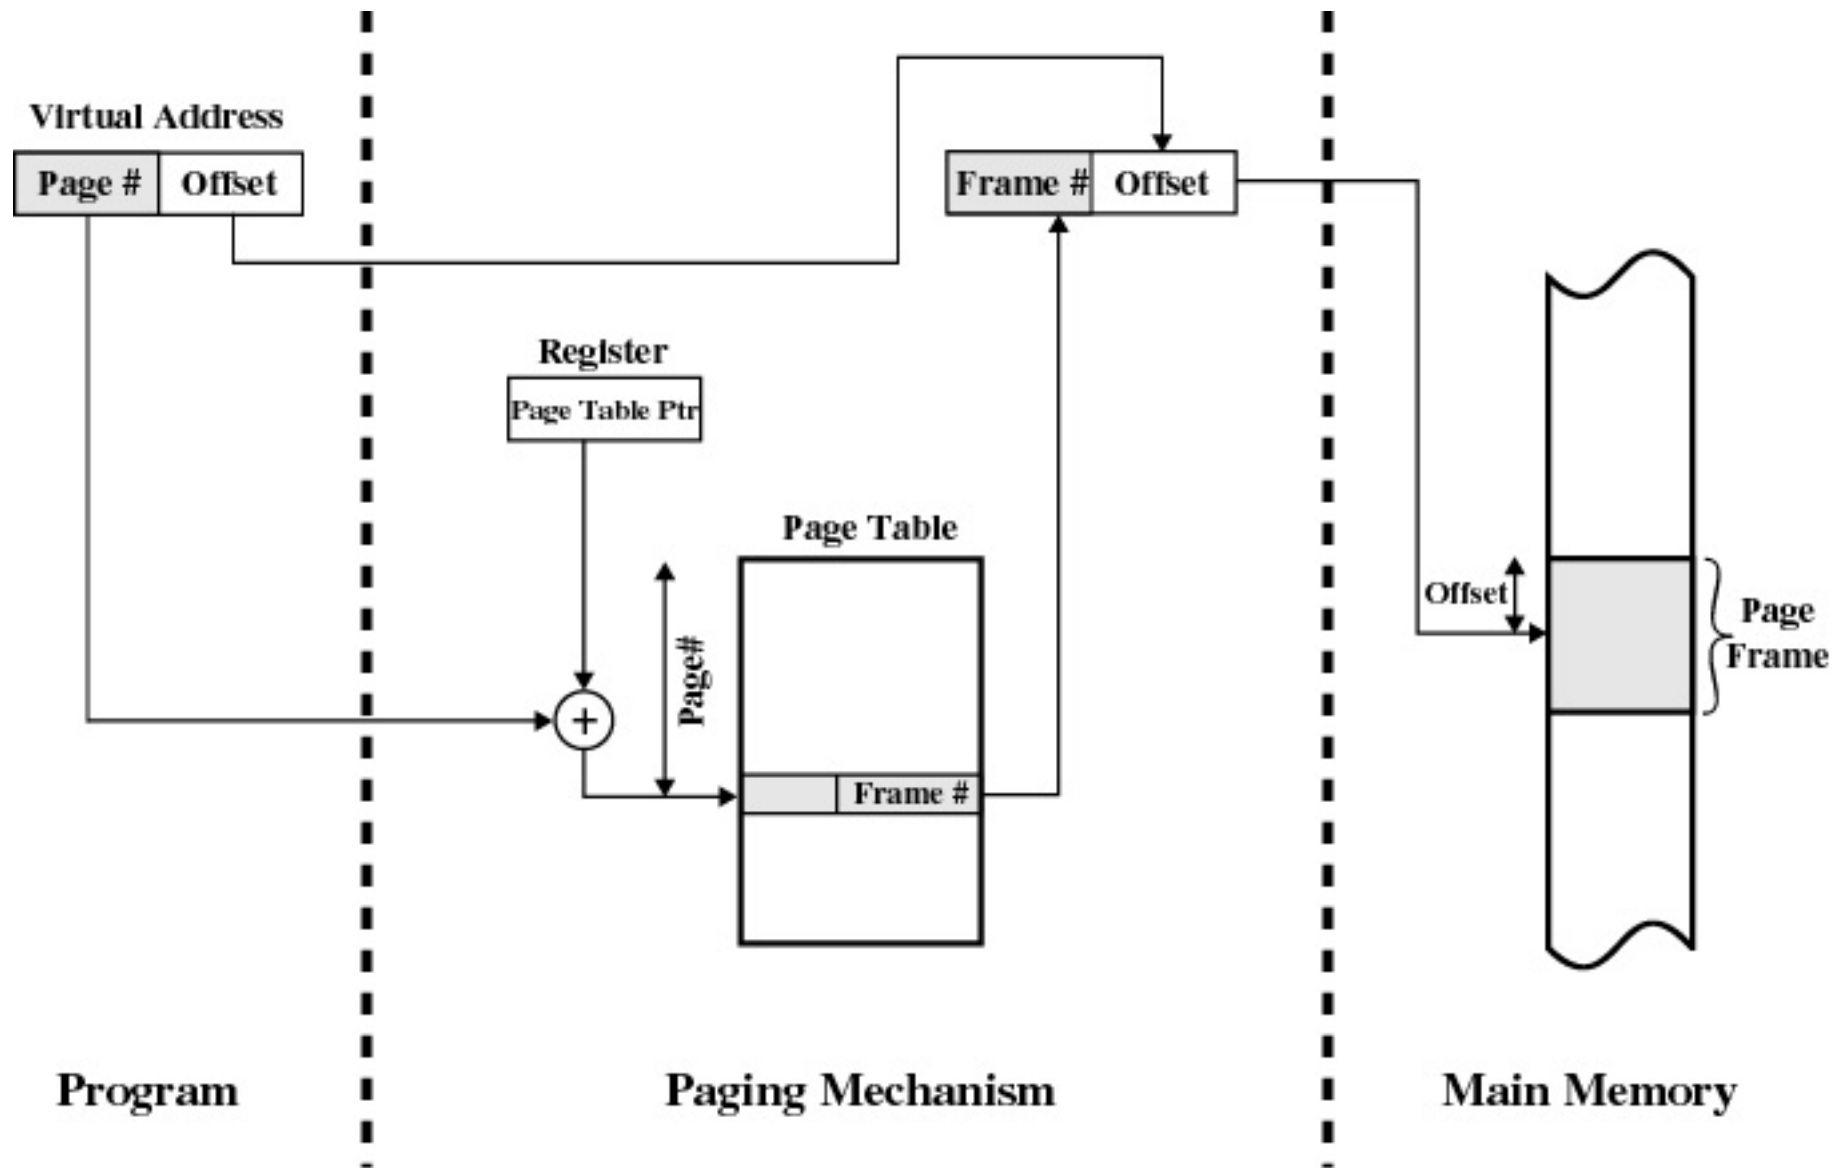 Virtual Address
Page #
Offset
Frame #
Offset
Register
Page Table Ptr
Page Table
Page#
Frame #
+
Offset
Page
Frame
Program
Paging Mechanism
Main Memory